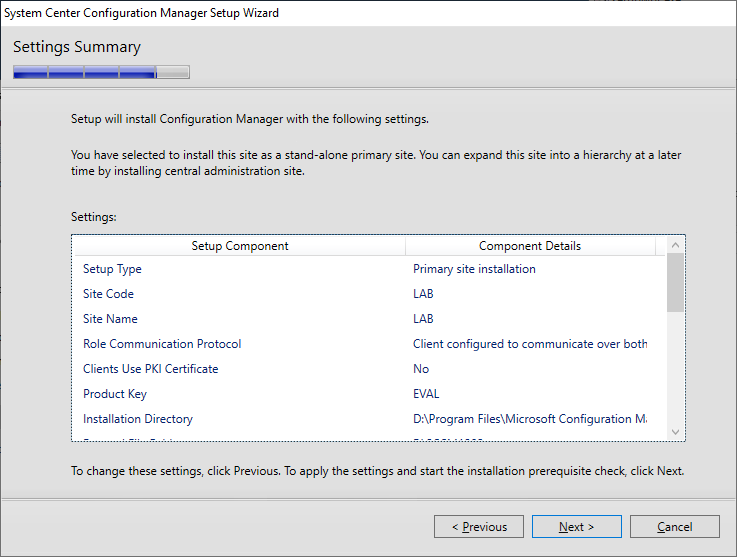 System Center Configuration Manager Setup Wizard
Settings Summary
Setup will install Configuration Manager with the following settings.
You have selected to install this site as a stand-alone primary site. You can expand this site into a hierarchy at a later
time by installing central administration site.
Settings:
Setup Component Component Details
Setup Type Primary site installation
Site Code LAB
Site Name LAB
Role Communication Protocol Client configured to communicate over both
Clients Use PKI Certificate No
Product Key EVAL
Installation Directory D:\Program Files\Microsoft Configuration Ma
To change these settings, click Previous. To apply the settings and start the installation prerequisite check, click Next.
< Previous Next > Cancel